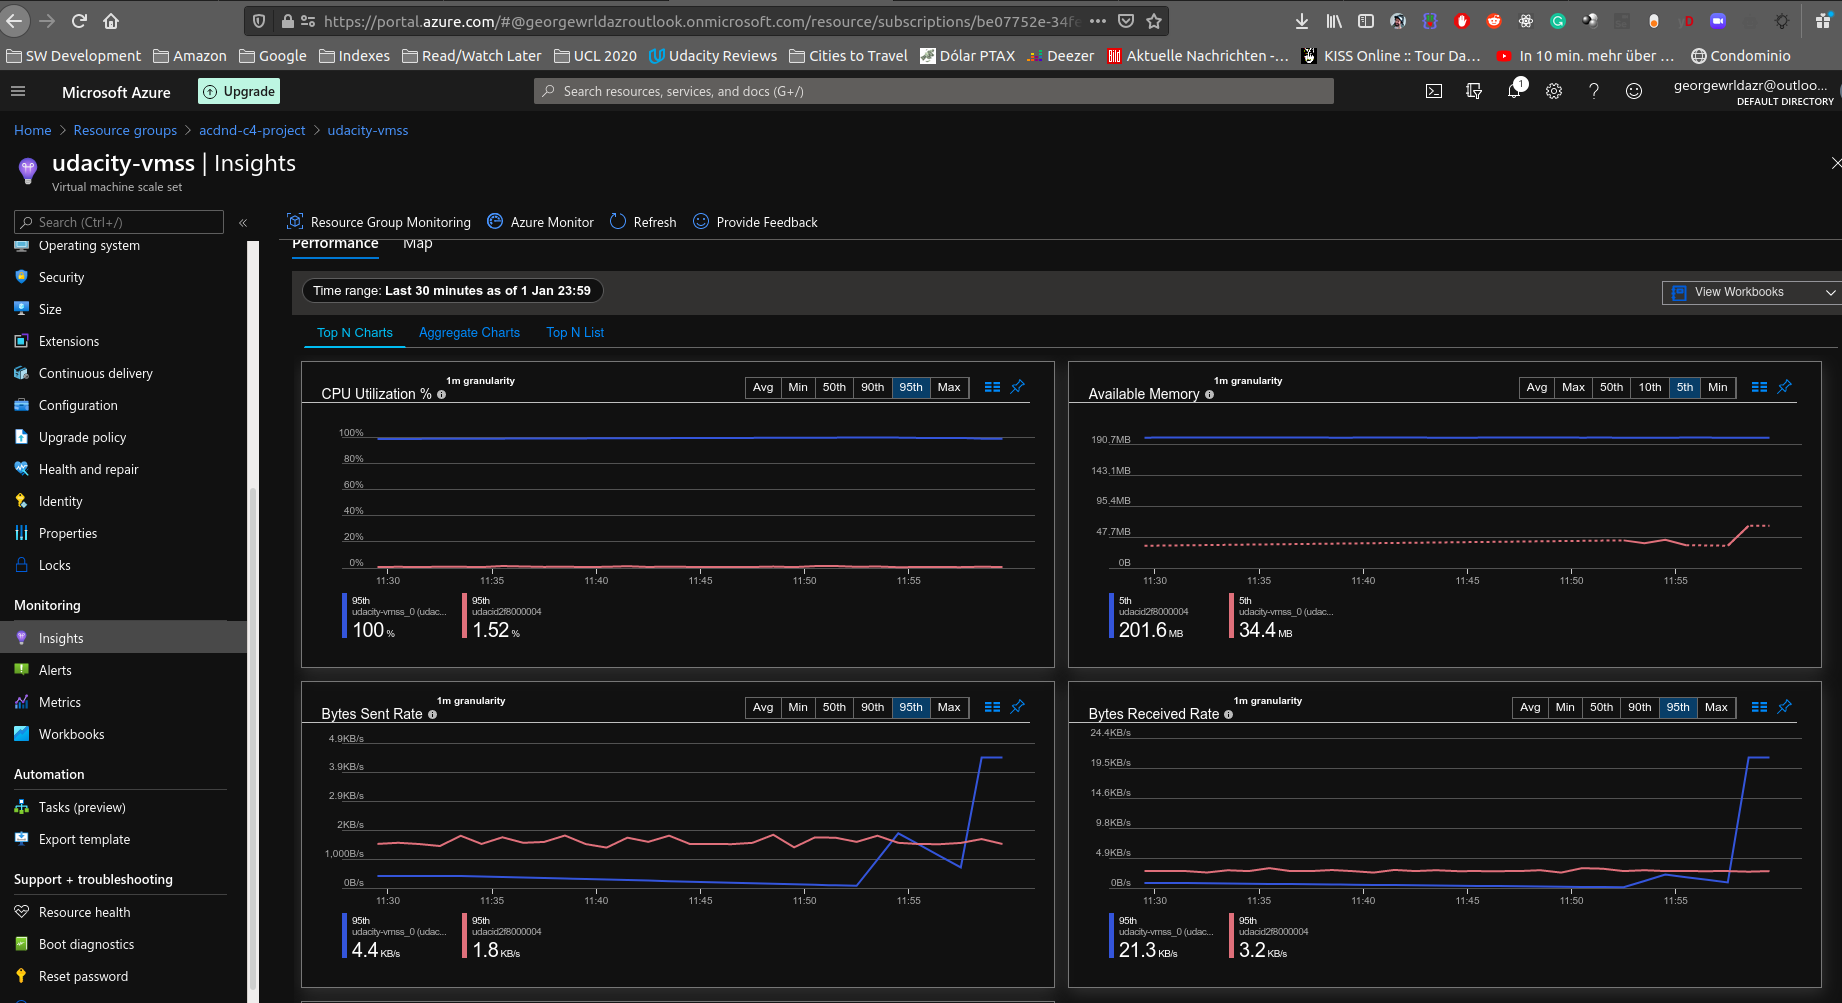 https://portal.azure.com/#@georgewrldazroutlook.onmicrosoft.com/resource/subscriptions/be07752e-34fe
SW Development Amazon Google Indexes Read/Watch Later UCL 2020 Udacity Reviews Cities to Travel Dólar PTAX Deezer Aktuelle Nachrichten -... KISS Online :: Tour Da... In 10 min. mehr über ... Condominio
Microsoft Azure Upgrade Search resources, services, and docs (G+/) 1 georgewrldazr@outloo...
DEFAULT DIRECTORY
Home > Resource groups > acdnd-c4-project > udacity-vmss
udacity-vmss | Insights
Virtual machine scale set
Search (Ctrl+/) «
Operating system
Security
Size
Extensions
Continuous delivery
Configuration
Upgrade policy
Health and repair
Identity
Properties
Locks
Monitoring
Insights
Alerts
Metrics
Workbooks
Automation
Tasks (preview)
Export template
Support + troubleshooting
Resource health
Boot diagnostics
Reset password
Resource Group Monitoring Azure Monitor Refresh Provide Feedback
Performance Map
Time range: Last 30 minutes as of 1 Jan 23:59
View Workbooks
Top N Charts Aggregate Charts Top N List
CPU Utilization % 1m granularity
Avg Min 50th 90th 95th Max
100%
80%
60%
40%
20%
0%
11:30 11:35 11:40 11:45 11:50 11:55
95th
udacity-vmss_0 (udac...
100 %
95th
udacid2f8000004
1.52 %
Available Memory 1m granularity
Avg Max 50th 10th 5th Min
190.7MB
143.1MB
95.4MB
47.7MB
0B
11:30 11:35 11:40 11:45 11:50 11:55
5th
udacid2f8000004
201.6 MB
5th
udacity-vmss_0 (udac...
34.4 MB
Bytes Sent Rate 1m granularity
Avg Min 50th 90th 95th Max
4.9KB/s
3.9KB/s
2.9KB/s
2KB/s
1,000B/s
0B/s
11:30 11:35 11:40 11:45 11:50 11:55
95th
udacity-vmss_0 (udac...
4.4 KB/s
95th
udacid2f8000004
1.8 KB/s
Bytes Received Rate 1m granularity
Avg Min 50th 90th 95th Max
24.4KB/s
19.5KB/s
14.6KB/s
9.8KB/s
4.9KB/s
0B/s
11:30 11:35 11:40 11:45 11:50 11:55
95th
udacity-vmss_0 (udac...
21.3 KB/s
95th
udacid2f8000004
3.2 KB/s